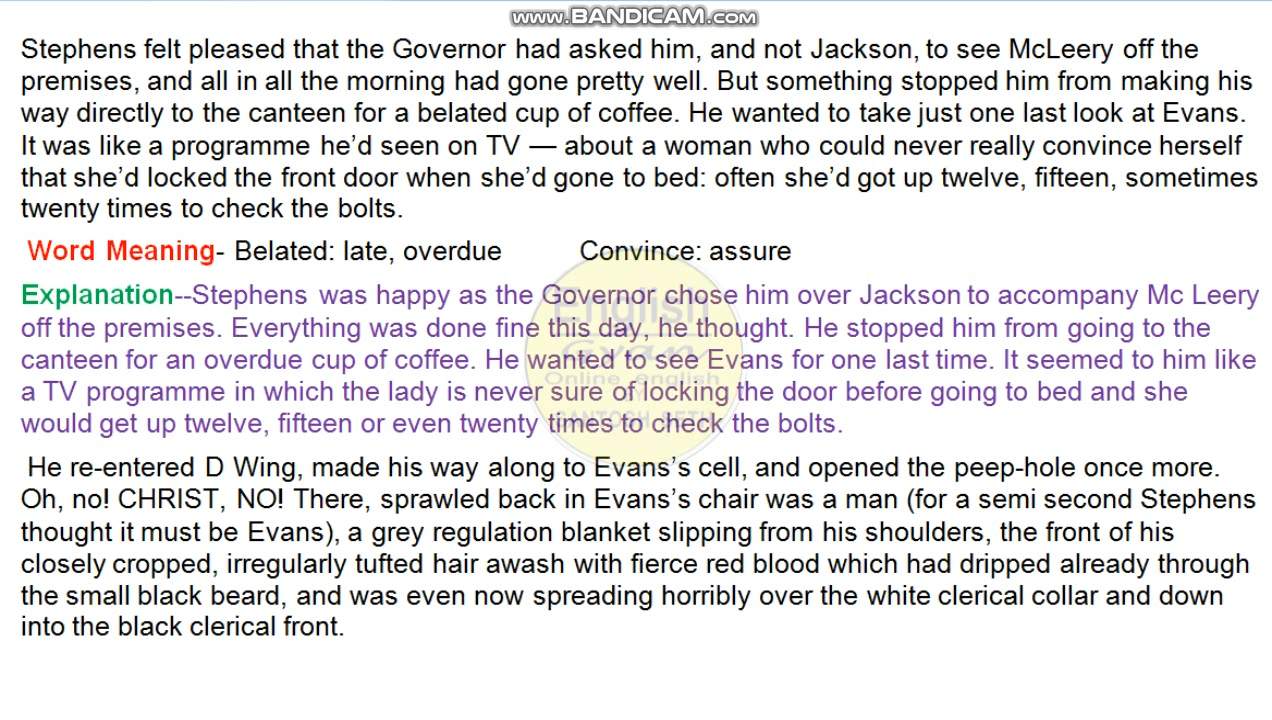 www.BANDICAM.com
Stephens felt pleased that the Governor had asked him, and not Jackson, to see McLeery off the
premises, and all in all the morning had gone pretty well. But something stopped him from making his
way directly to the canteen for a belated cup of coffee. He wanted to take just one last look at Evans.
It was like a programme he’d seen on TV — about a woman who could never really convince herself
that she’d locked the front door when she’d gone to bed: often she’d got up twelve, fifteen, sometimes
twenty times to check the bolts.
Word Meaning- Belated: late, overdue Convince: assure
Explanation--Stephens was happy as the Governor chose him over Jackson to accompany Mc Leery
off the premises. Everything was done fine this day, he thought. He stopped him from going to the
canteen for an overdue cup of coffee. He wanted to see Evans for one last time. It seemed to him like
a TV programme in which the lady is never sure of locking the door before going to bed and she
would get up twelve, fifteen or even twenty times to check the bolts.
English
Gyan
Online english
BY
SANTOSH SETH
He re-entered D Wing, made his way along to Evans’s cell, and opened the peep-hole once more.
Oh, no! CHRIST, NO! There, sprawled back in Evans’s chair was a man (for a semi second Stephens
thought it must be Evans), a grey regulation blanket slipping from his shoulders, the front of his
closely cropped, irregularly tufted hair awash with fierce red blood which had dripped already through
the small black beard, and was even now spreading horribly over the white clerical collar and down
into the black clerical front.